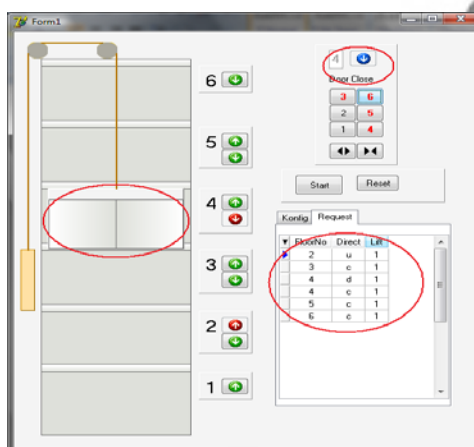 Form1
6
5
4
3
2
1
4
Door Close
3 6
2 5
1 4
Start Reset
Konfig Request
FloorNo Direct Lift
2 u 1
3 c 1
4 d 1
4 c 1
5 c 1
6 c 1